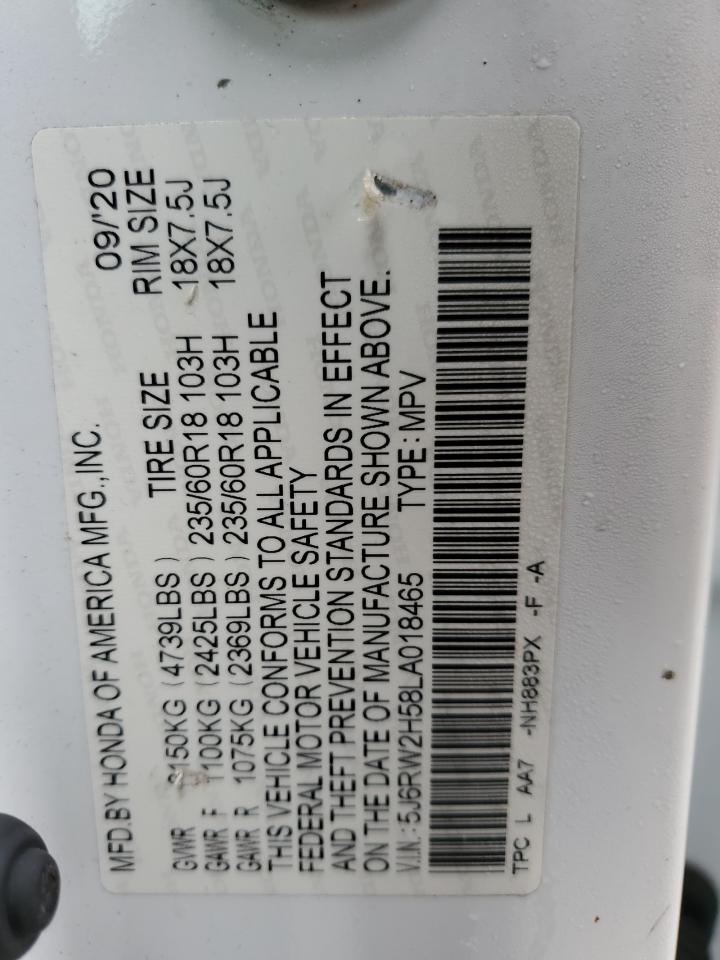 MFD.BY HONDA OF AMERICA MFG.,INC. 09/'20
TIRE SIZE RIM SIZE
GVWR 2150KG (4739LBS)
GAWR F 1100KG (2425LBS) 235/60R18 103H 18X7.5J
GAWR R 1075KG (2369LBS) 235/60R18 103H 18X7.5J
THIS VEHICLE CONFORMS TO ALL APPLICABLE
FEDERAL MOTOR VEHICLE SAFETY
AND THEFT PREVENTION STANDARDS IN EFFECT
ON THE DATE OF MANUFACTURE SHOWN ABOVE.
V.I.N.:5J6RW2H58LA018465 TYPE:MPV
TPC L AA7 -NH883PX -F -A